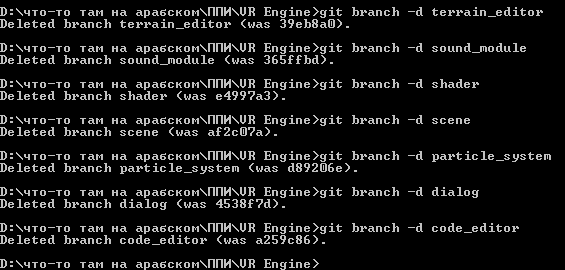 D:\что-то там на арабском\ППИ\VR Engine>git branch -d terrain_editor
Deleted branch terrain_editor (was 39eb8a0).
D:\что-то там на арабском\ППИ\VR Engine>git branch -d sound_module
Deleted branch sound_module (was 365ffbd).
D:\что-то там на арабском\ППИ\VR Engine>git branch -d shader
Deleted branch shader (was e4997a3).
D:\что-то там на арабском\ППИ\VR Engine>git branch -d scene
Deleted branch scene (was af2c07a).
D:\что-то там на арабском\ППИ\VR Engine>git branch -d particle_system
Deleted branch particle_system (was d89206e).
D:\что-то там на арабском\ППИ\VR Engine>git branch -d dialog
Deleted branch dialog (was 4538f7d).
D:\что-то там на арабском\ППИ\VR Engine>git branch -d code_editor
Deleted branch code_editor (was a259c86).
D:\что-то там на арабском\ППИ\VR Engine>